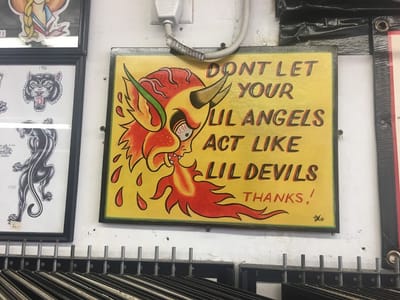 DONT LET
YOUR
LIL ANGELS
ACT LIKE
LIL DEVILS
THANKS!